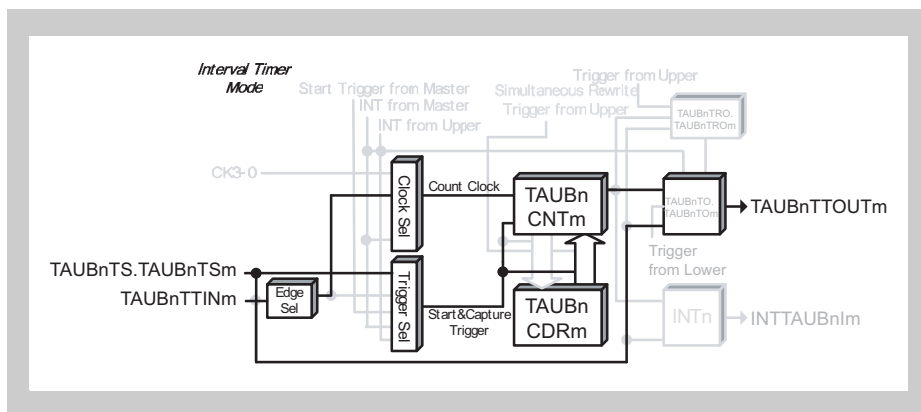 Interval Timer
Mode
Trigger from Upper
Start Trigger from Master
Simultaneous Rewrite
INT from Master
Trigger from Upper
INT from Upper
TAUBnTRO.
TAUBnTROm
CK3-0
Clock Sel
Count Clock
TAUBn
CNTm
TAUBnTO.
TAUBnTOm
TAUBnTTOUTm
Trigger
from Lower
TAUBnTS.TAUBnTSm
TAUBnTTINm
Edge
Sel
Trigger Sel
Start&Capture
Trigger
TAUBn
CDRm
INTn
INTTAUBnIm